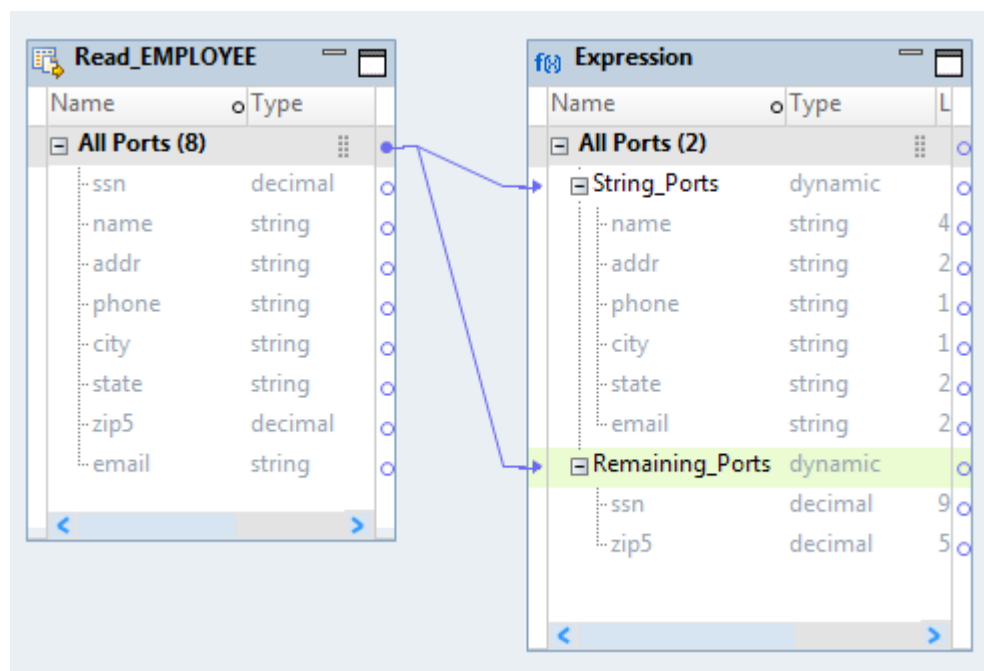 Read_EMPLOYEE
Name Type
All Ports (8)
ssn decimal
name string
addr string
phone string
city string
state string
zip5 decimal
email string
f(x) Expression
Name Type L
All Ports (2)
String_Ports dynamic
name string 4
addr string 2
phone string 1
city string 1
state string 2
email string 2
Remaining_Ports dynamic
ssn decimal 9
zip5 decimal 5